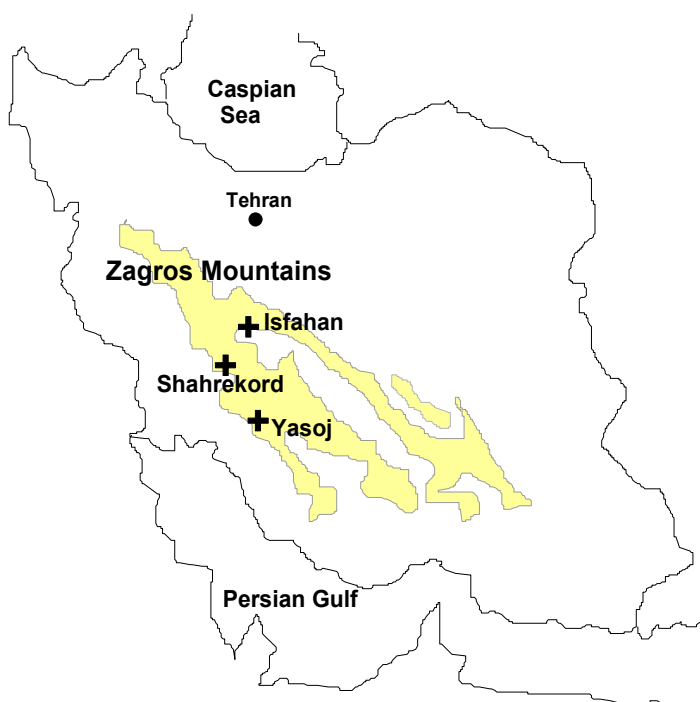 Caspian
Sea
Tehran
Zagros Mountains
Isfahan
Shahrekord
Yasoj
Persian Gulf